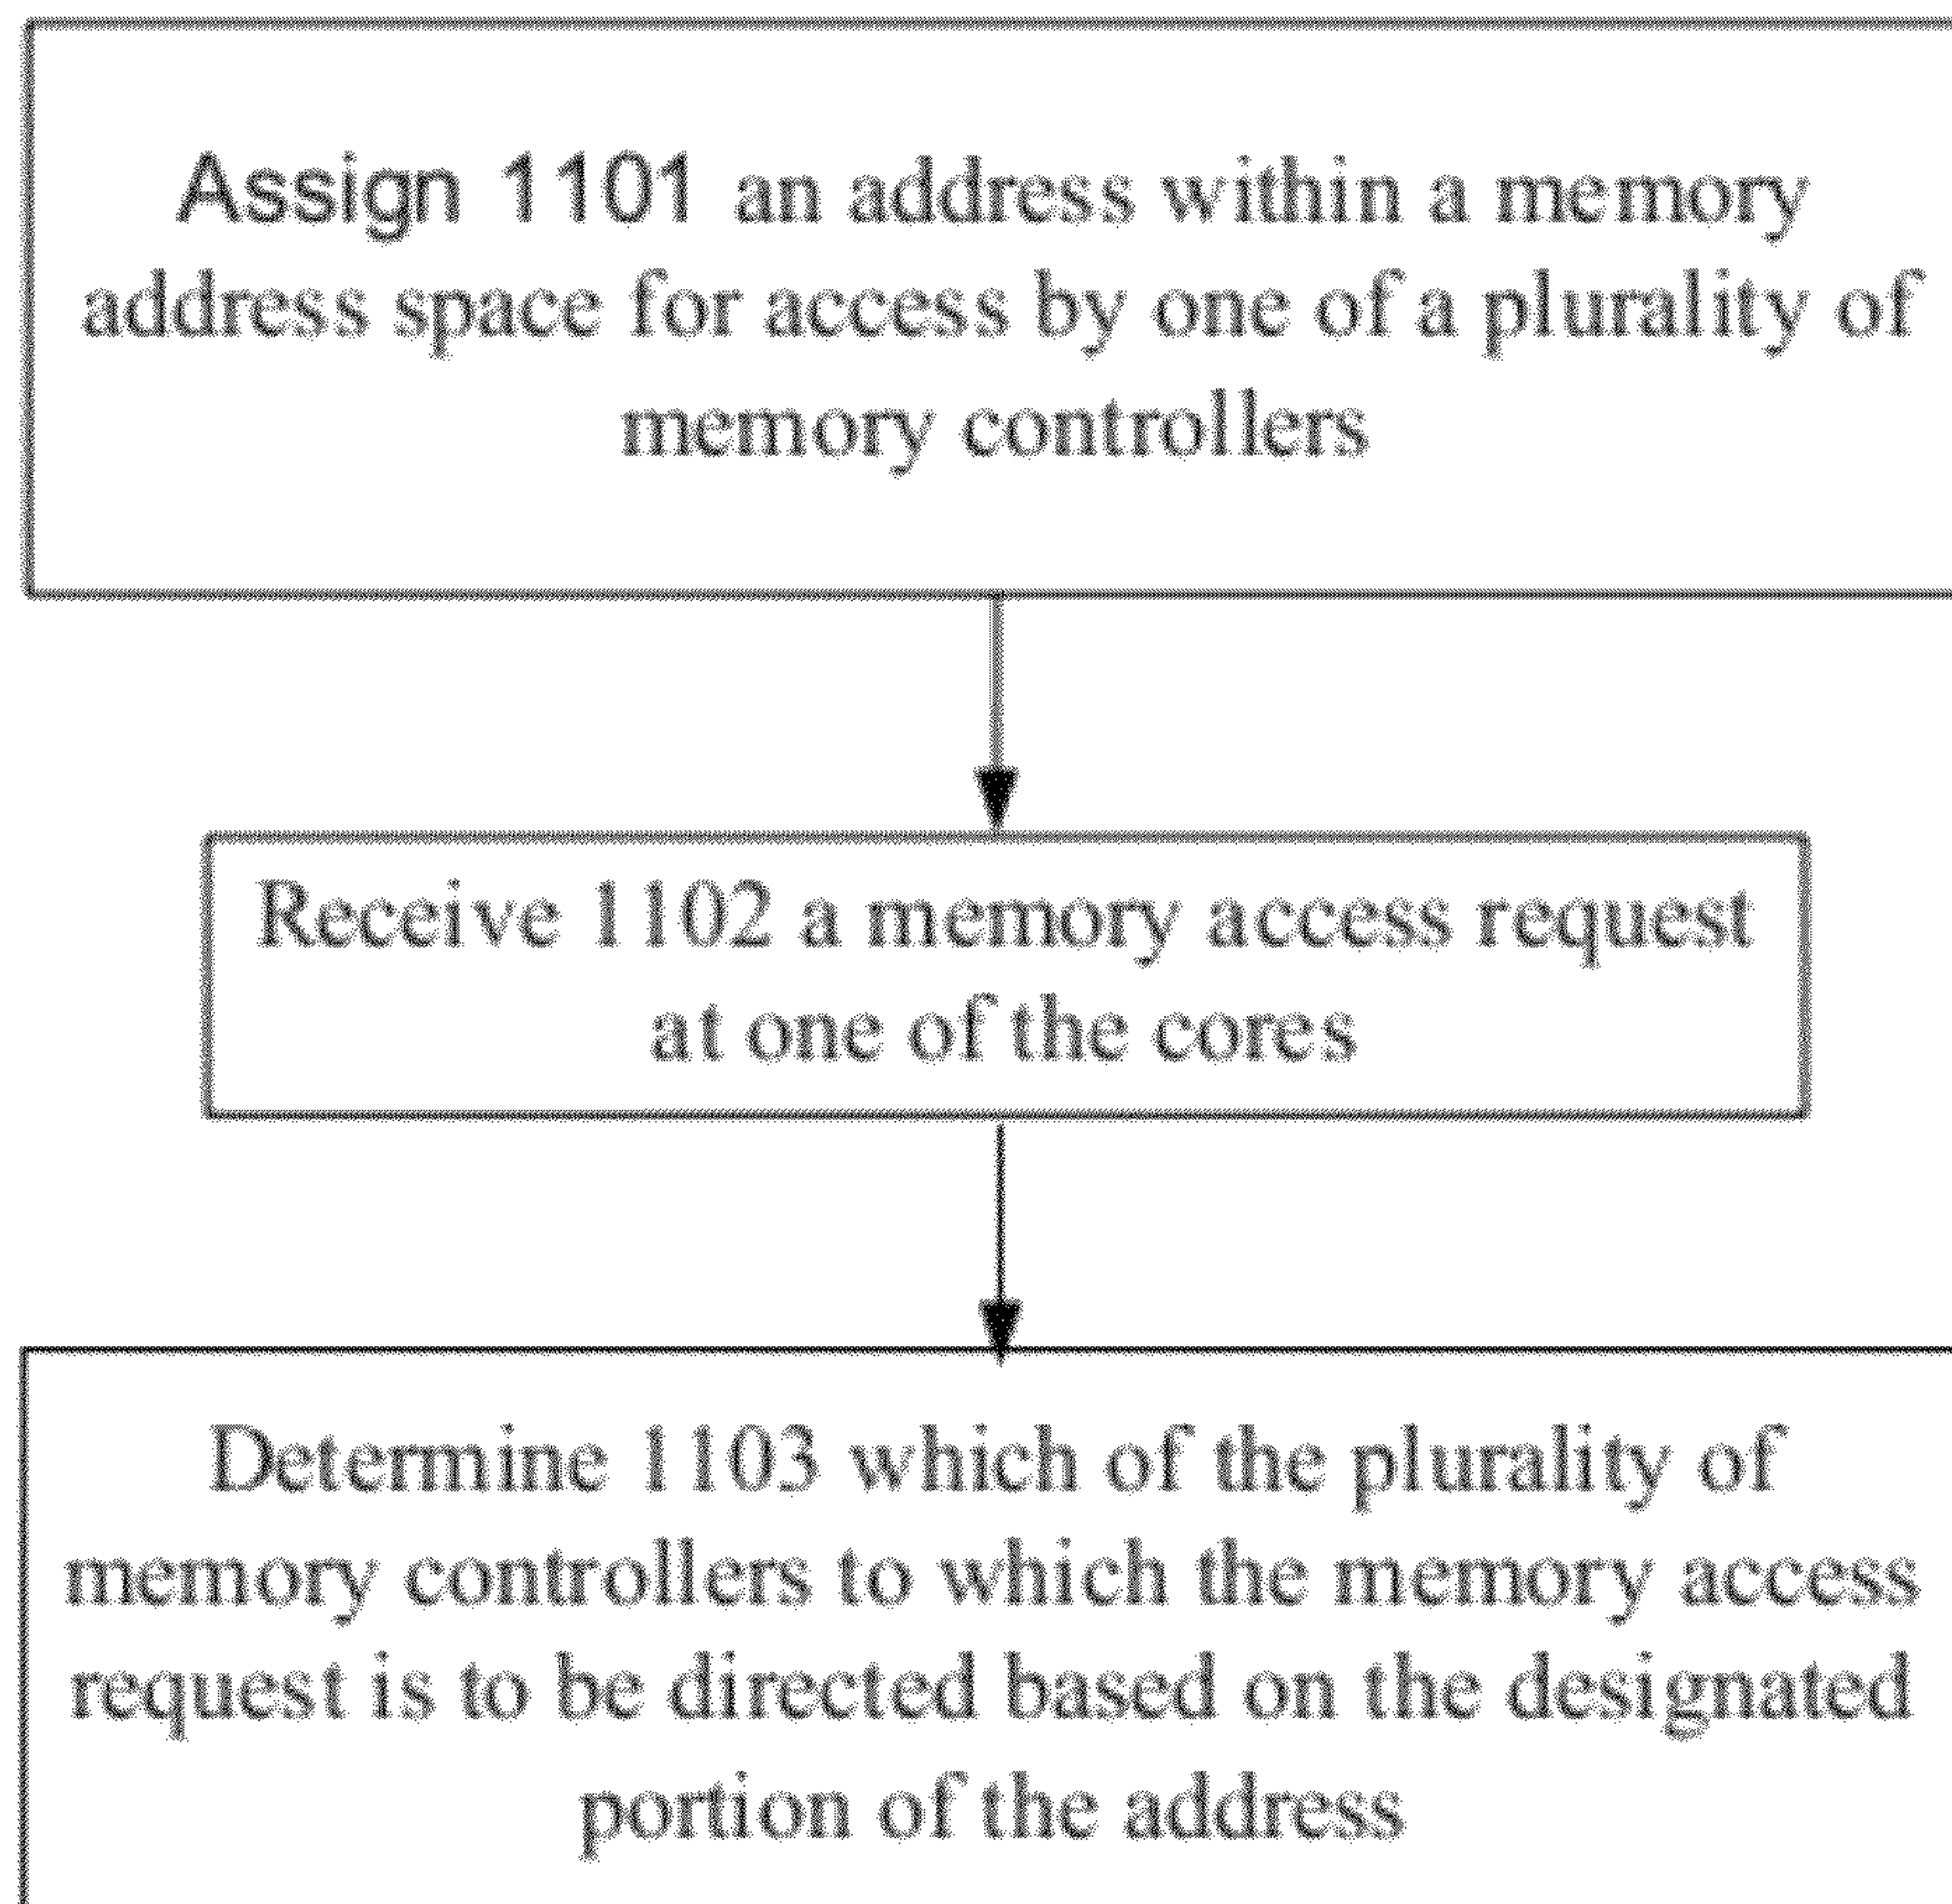 Assign 1101 an address within a memory
address space for access by one of a plurality of
memory controllers
Receive 1102 a memory access request
at one of the cores
Determine 1103 which of the plurality of
memory controllers to which the memory access
request is to be directed based on the designated
portion of the address